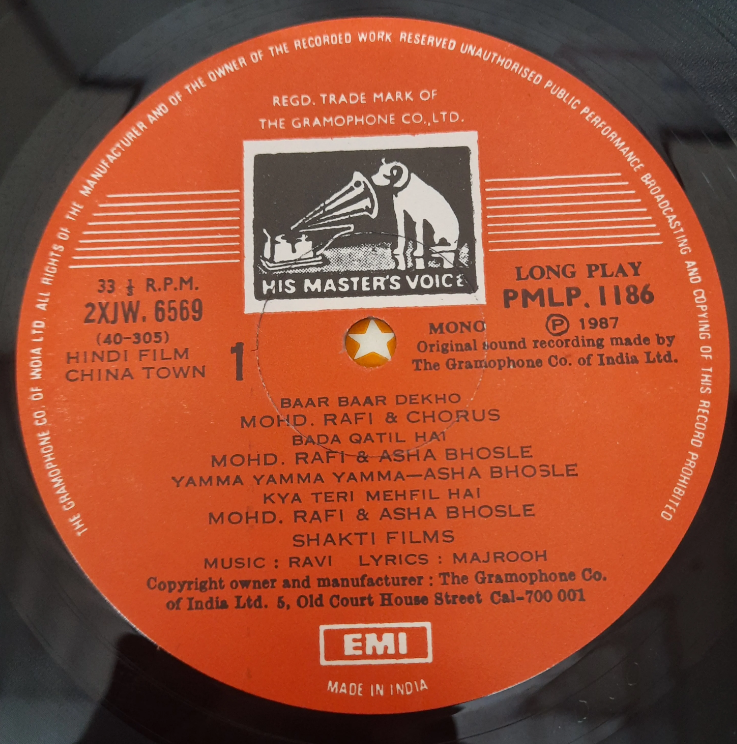 THE GRAMOPHONE CO. OF INDIA LTD. ALL RIGHTS OF THE MANUFACTURER AND OF THE OWNER OF THE RECORDED WORK RESERVED UNAUTHORISED PUBLIC PERFORMANCE BROADCASTING AND COPYING OF THIS RECORD PROHIBITED
REGD. TRADE MARK OF
THE GRAMOPHONE CO., LTD.
HIS MASTER'S VOICE
33 ⅓ R.P.M.
2XJW. 6569
(40-305)
HINDI FILM
CHINA TOWN
1
LONG PLAY
PMLP. 1186
MONO ℗ 1987
Original sound recording made by
The Gramophone Co. of India Ltd.
BAAR BAAR DEKHO
MOHD. RAFI & CHORUS
BADA QATIL HAI
MOHD. RAFI & ASHA BHOSLE
YAMMA YAMMA YAMMA—ASHA BHOSLE
KYA TERI MEHFIL HAI
MOHD. RAFI & ASHA BHOSLE
SHAKTI FILMS
MUSIC : RAVI LYRICS : MAJROOH
Copyright owner and manufacturer : The Gramophone Co.
of India Ltd. 5, Old Court House Street Cal-700 001
EMI
MADE IN INDIA